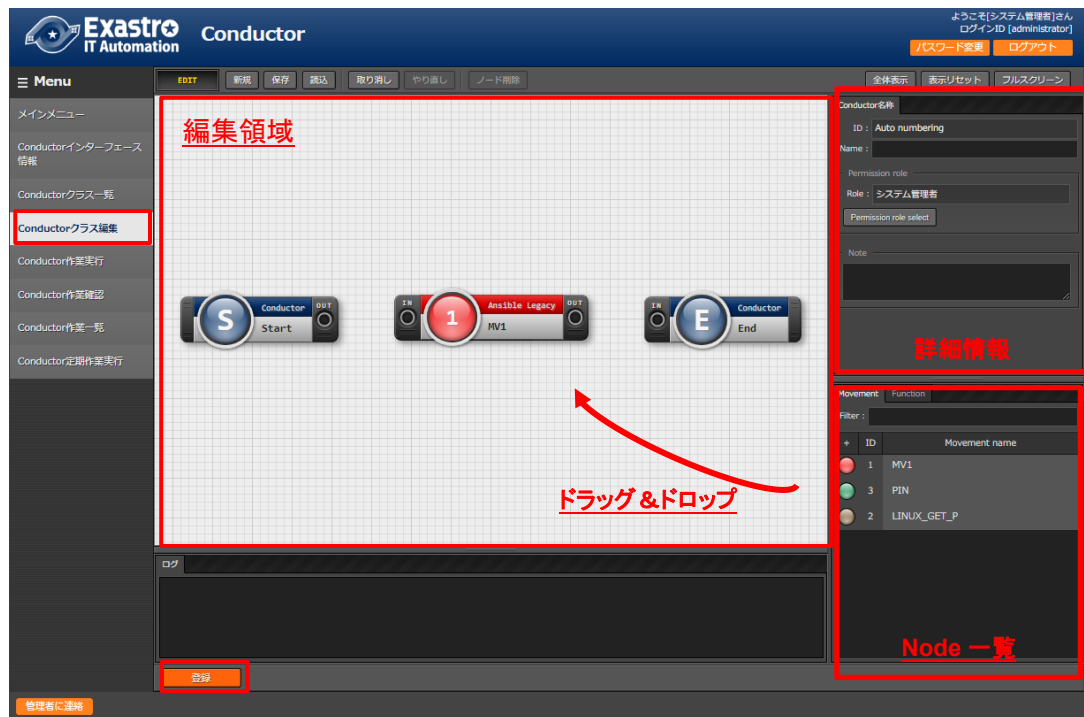 Exastro
IT Automation
Conductor
ようこそ[システム管理者]さん
ログインID [administrator]
パスワード変更
ログアウト
Menu
EDIT
新規
保存
読込
取り消し
やり直し
ノード削除
全体表示
表示リセット
フルスクリーン
メインメニュー
Conductorインターフェース
情報
Conductorクラス一覧
Conductorクラス編集
Conductor作業実行
Conductor作業確認
Conductor作業一覧
Conductor定期作業実行
編集領域
S
Conductor
OUT
Start
IN
1
Ansible Legacy
OUT
MV1
IN
E
Conductor
End
ドラッグ&ドロップ
Conductor名称
ID : Auto numbering
Name :
Permission role
Role : システム管理者
Permission role select
Note
詳細情報
Movement
Function
Filter :
+ ID Movement name
1 MV1
3 PIN
2 LINUX_GET_P
Node 一覧
ログ
登録
管理者に連絡